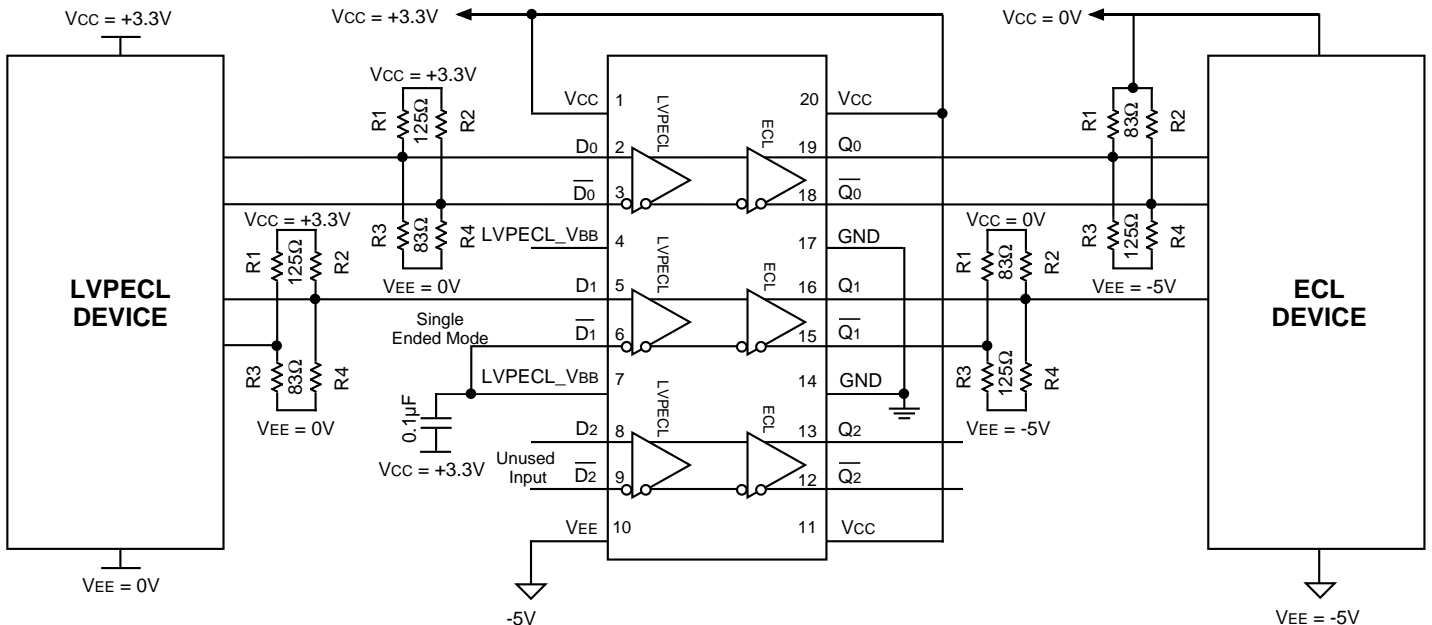 VCC = +3.3V
VCC = +3.3V
VCC = 0V
VCC = +3.3V
R1
125Ω
R2
VCC
1
20
VCC
R1
83Ω
R2
LVPECL
ECL
D0
2
19
Q0
D0
3
18
Q0
R3
83Ω
R4
VCC = +3.3V
LVPECL_VBB
4
17
GND
VCC = 0V
R3
125Ω
R4
R1
125Ω
R2
VEE = 0V
R1
83Ω
R2
VEE = -5V
LVPECL
ECL
LVPECL
DEVICE
D1
5
16
Q1
ECL
DEVICE
Single
Ended Mode
D1
6
15
Q1
R3
83Ω
R4
LVPECL_VBB
7
14
GND
R3
125Ω
R4
VEE = 0V
0.1µF
VCC = +3.3V
LVPECL
ECL
VEE = -5V
D2
8
13
Q2
Unused
Input
D2
9
12
Q2
VEE
10
11
VCC
VEE = 0V
-5V
VEE = -5V